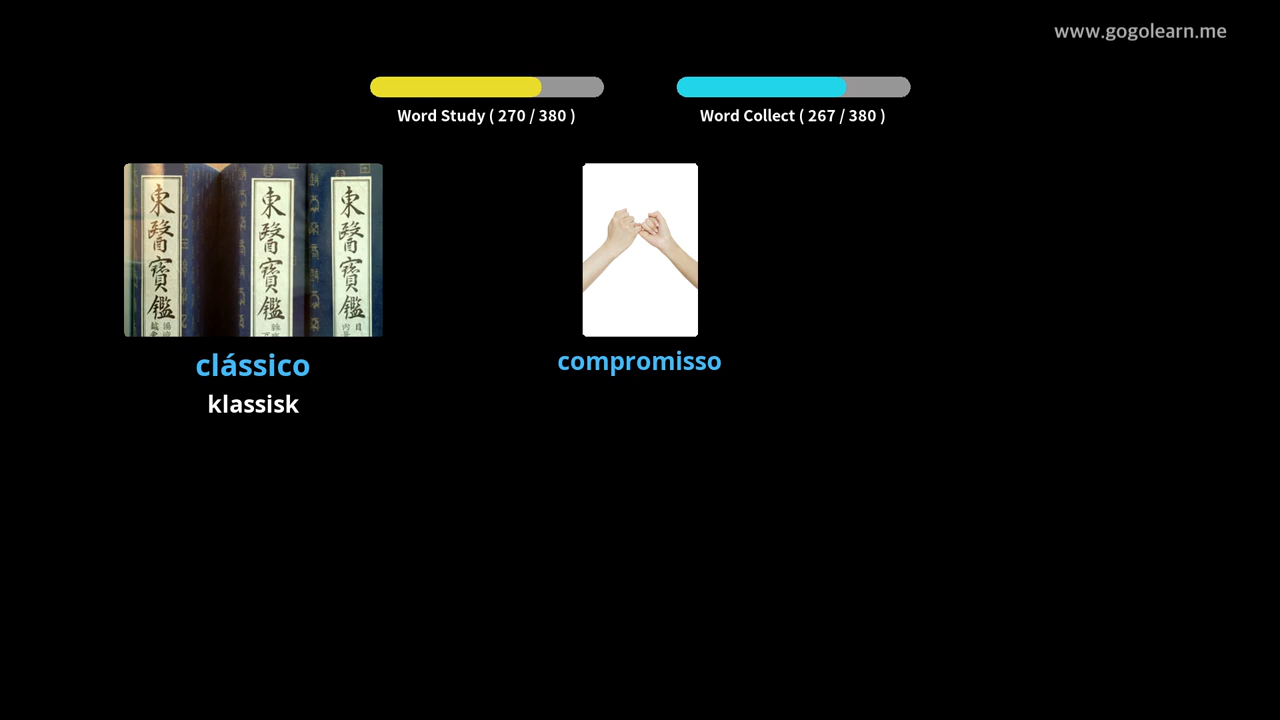 www.gogolearn.me
Word Study ( 270 / 380 )
Word Collect ( 267 / 380 )
東醫寶鑑
東醫寶鑑
東醫寶鑑
clássico
klassisk
compromisso